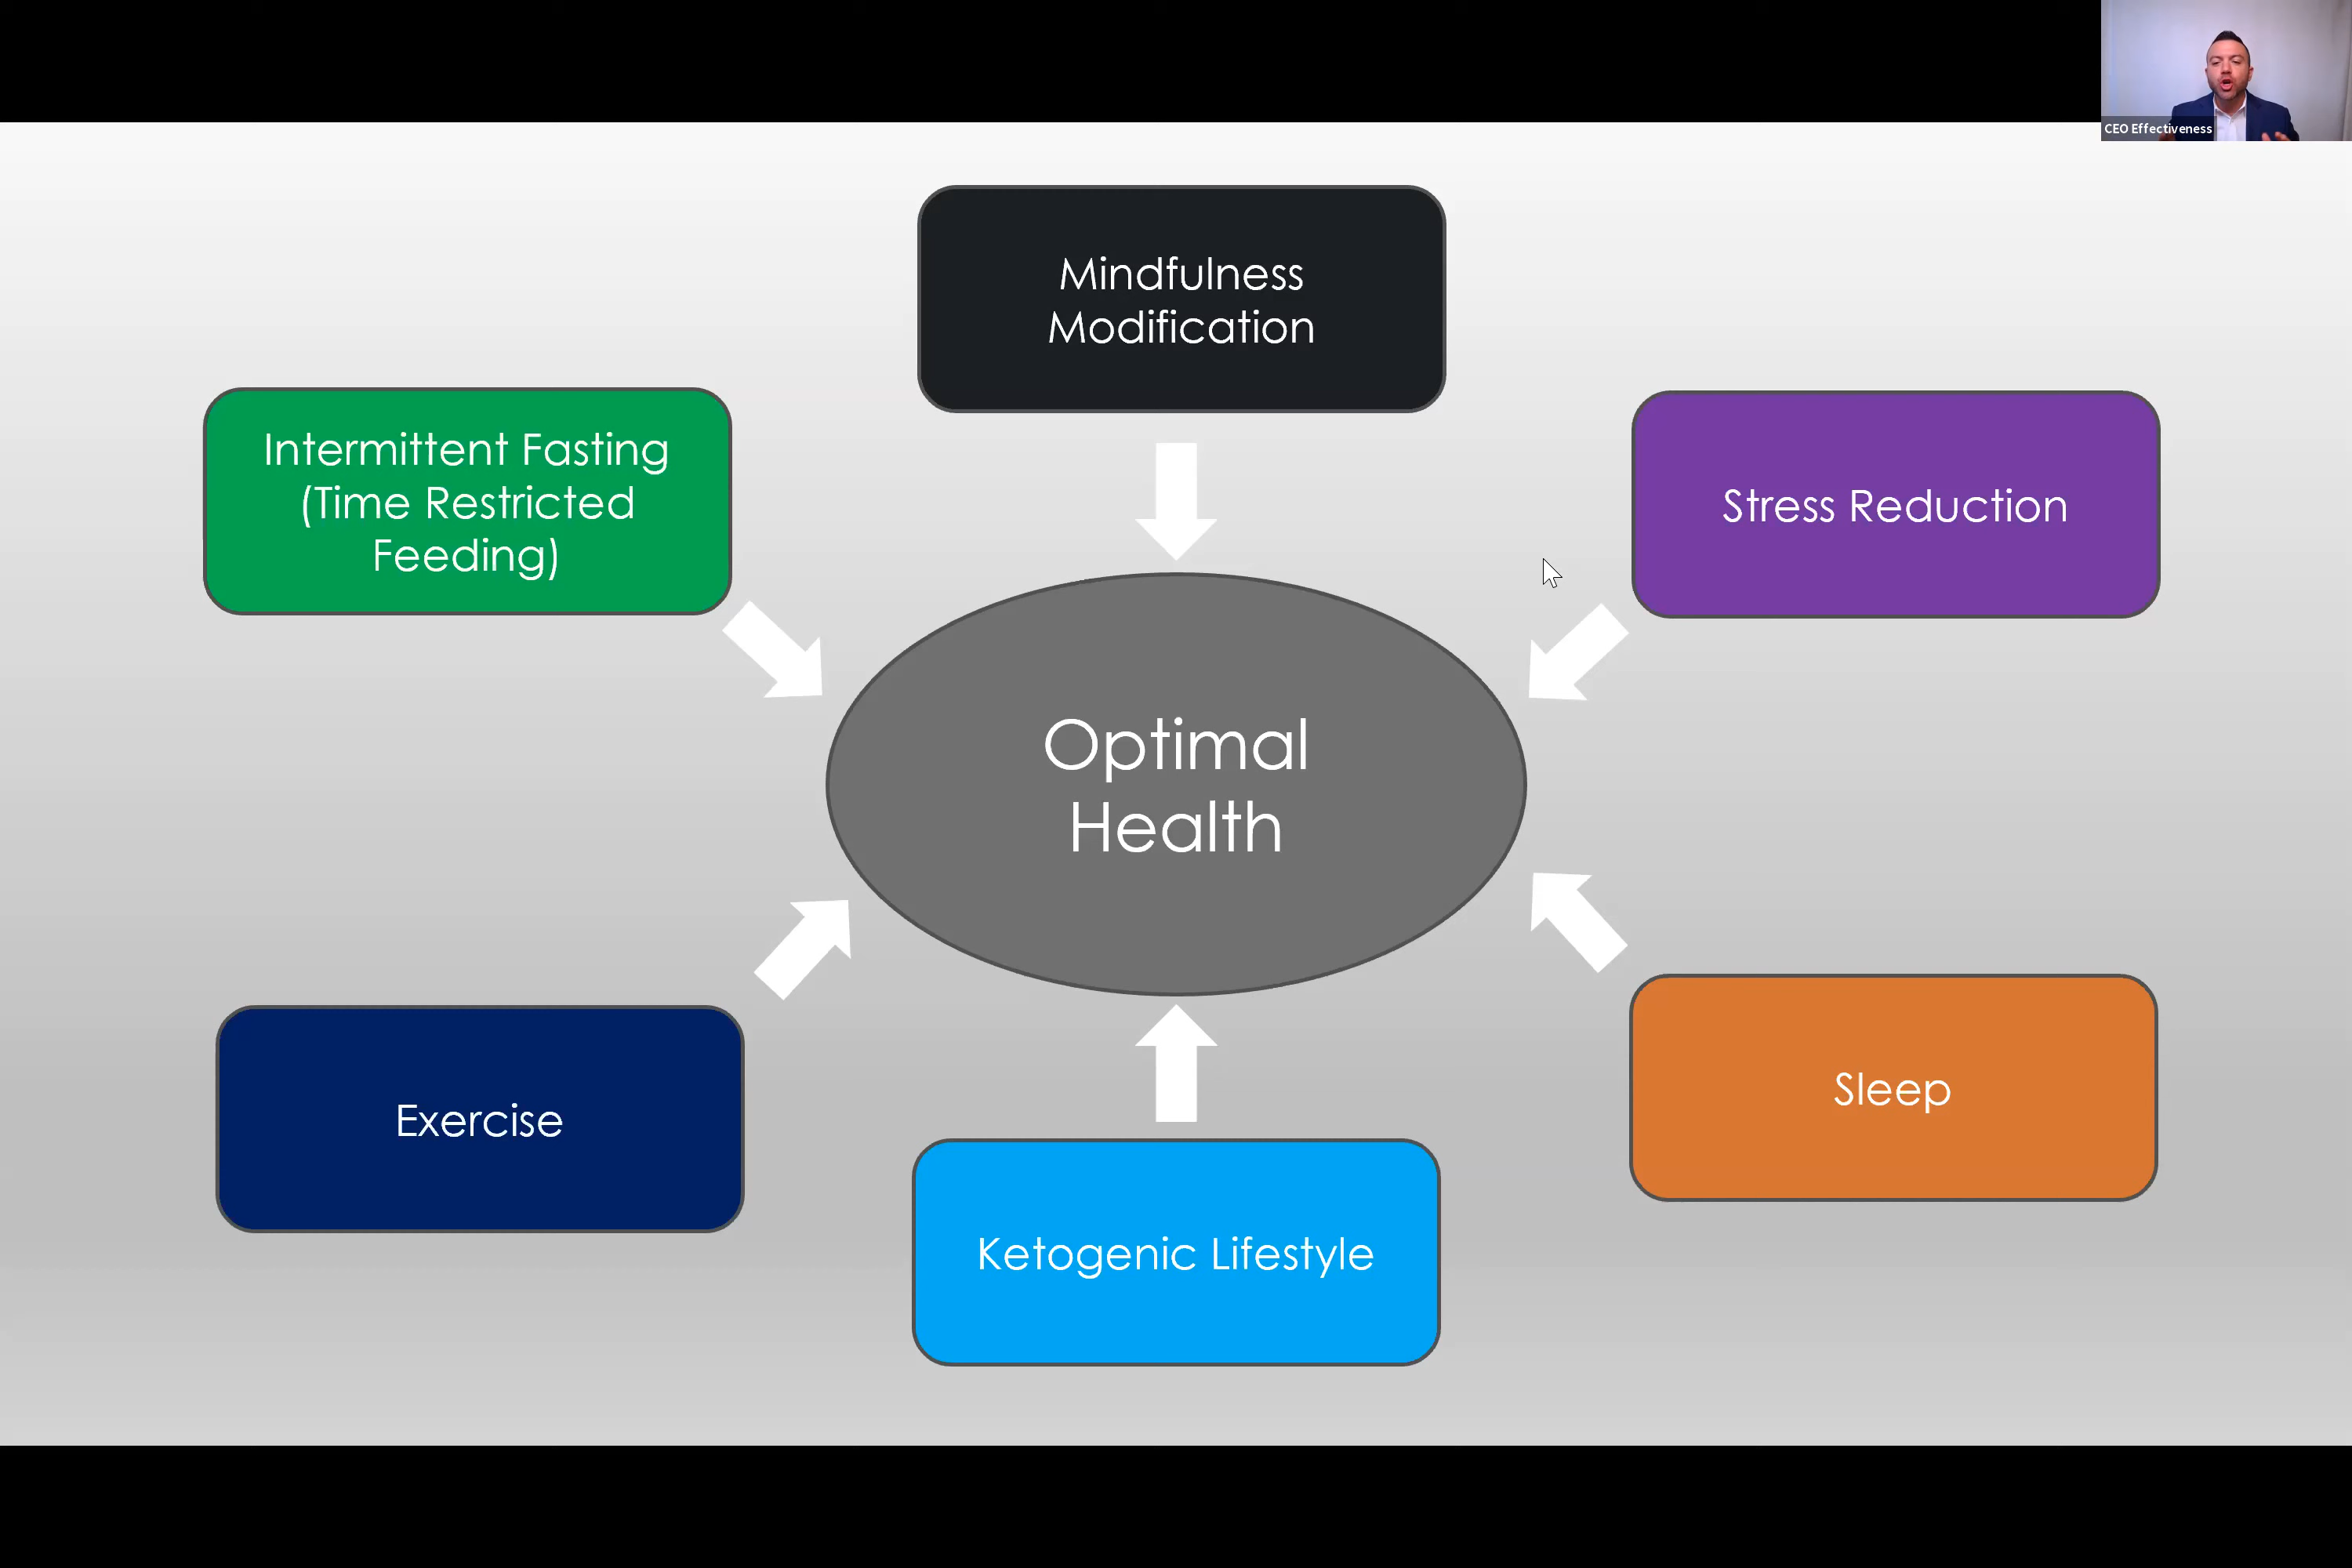 CEO Effectiveness
Mindfulness
Modification
Intermittent Fasting
(Time Restricted
Feeding)
Stress Reduction
Optimal
Health
Exercise
Sleep
Ketogenic Lifestyle